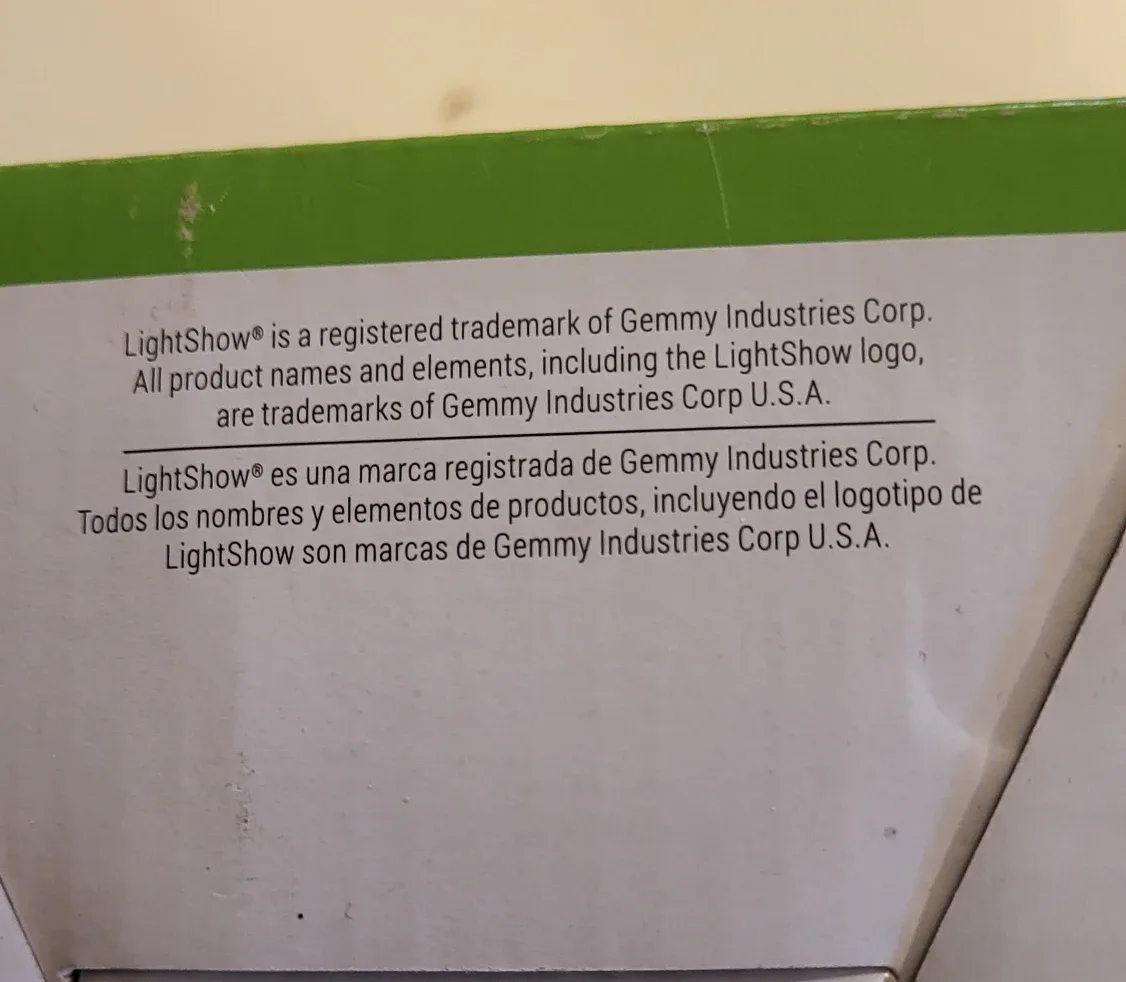 LightShow® is a registered trademark of Gemmy Industries Corp.
All product names and elements, including the LightShow logo,
are trademarks of Gemmy Industries Corp U.S.A.
LightShow® es una marca registrada de Gemmy Industries Corp.
Todos los nombres y elementos de productos, incluyendo el logotipo de
LightShow son marcas de Gemmy Industries Corp U.S.A.